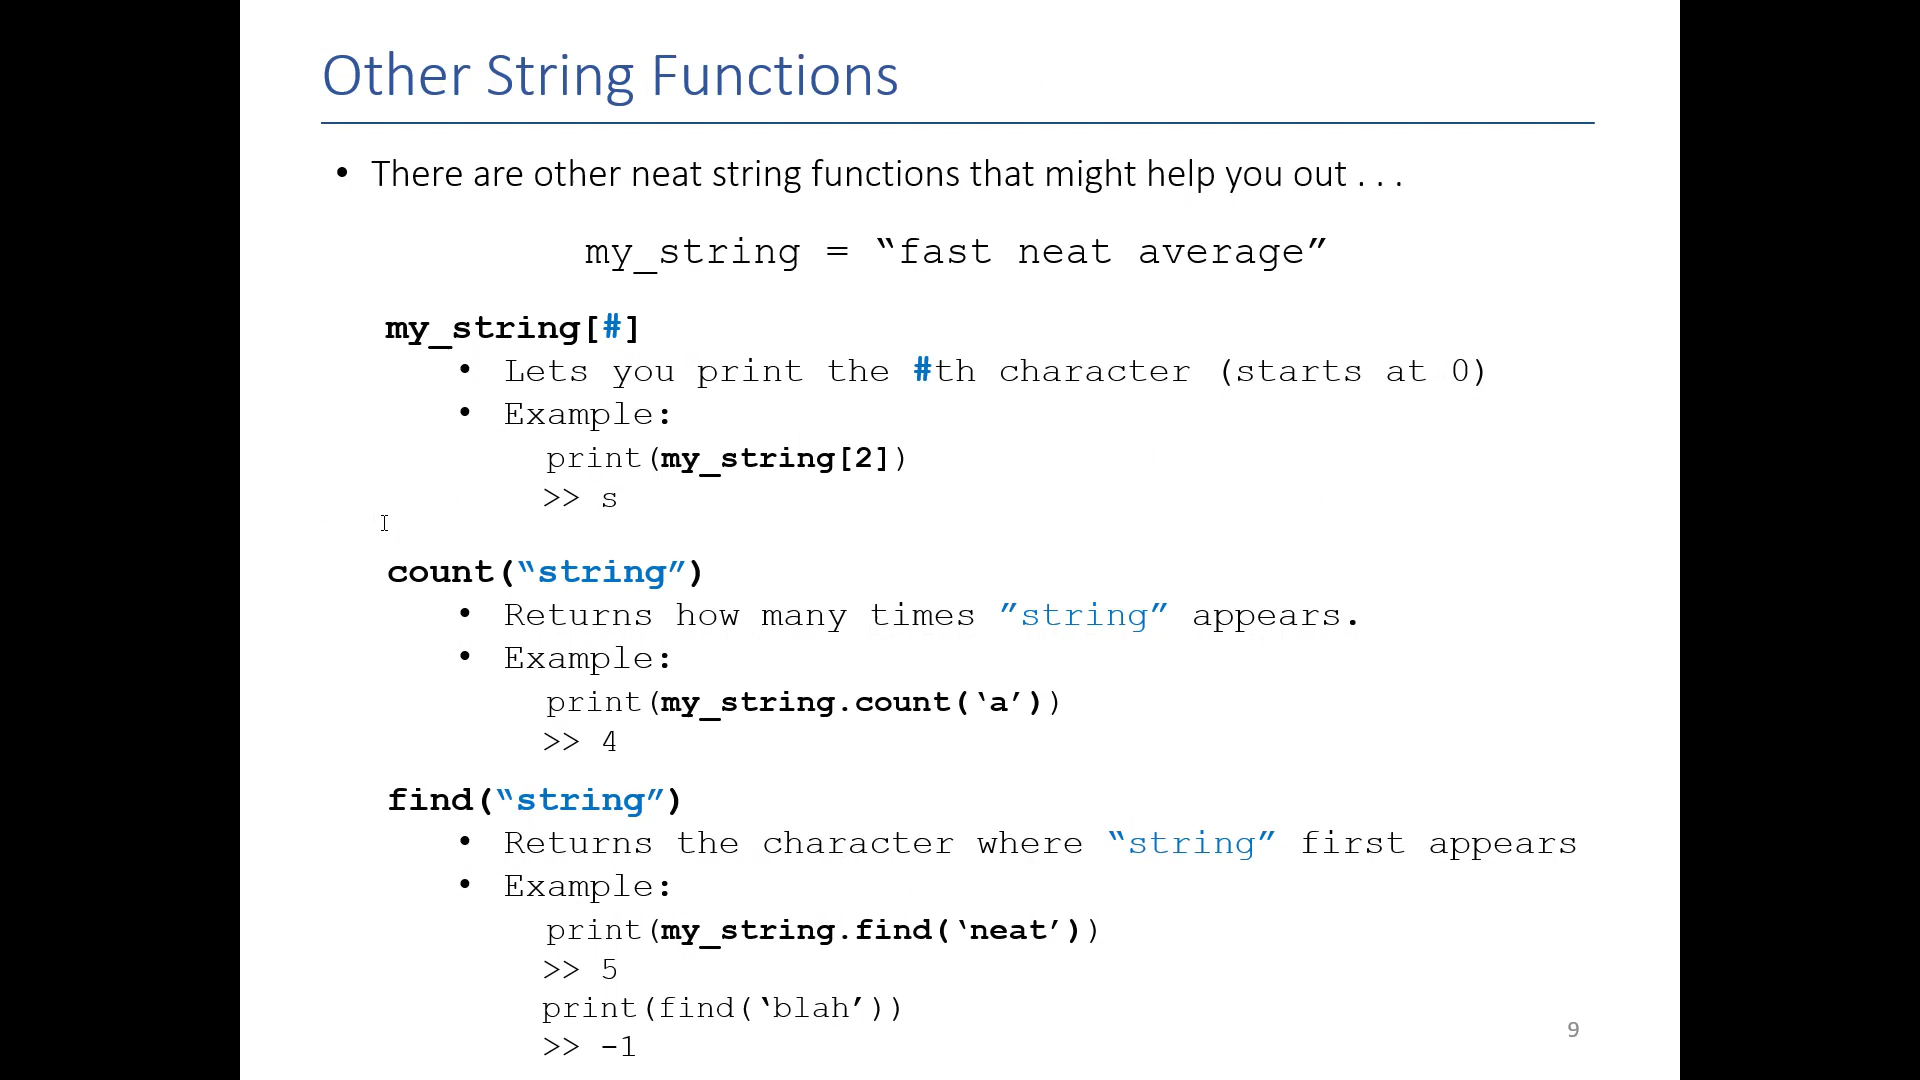 Other String Functions
• There are other neat string functions that might help you out . . .
my_string = “fast neat average”
my_string[#]
• Lets you print the #th character (starts at 0)
• Example:
print(my_string[2])
>> s
count(“string”)
• Returns how many times ”string” appears.
• Example:
print(my_string.count(‘a’))
>> 4
find(“string”)
• Returns the character where “string” first appears
• Example:
print(my_string.find(‘neat’))
>> 5
print(find(‘blah’))
>> -1
9